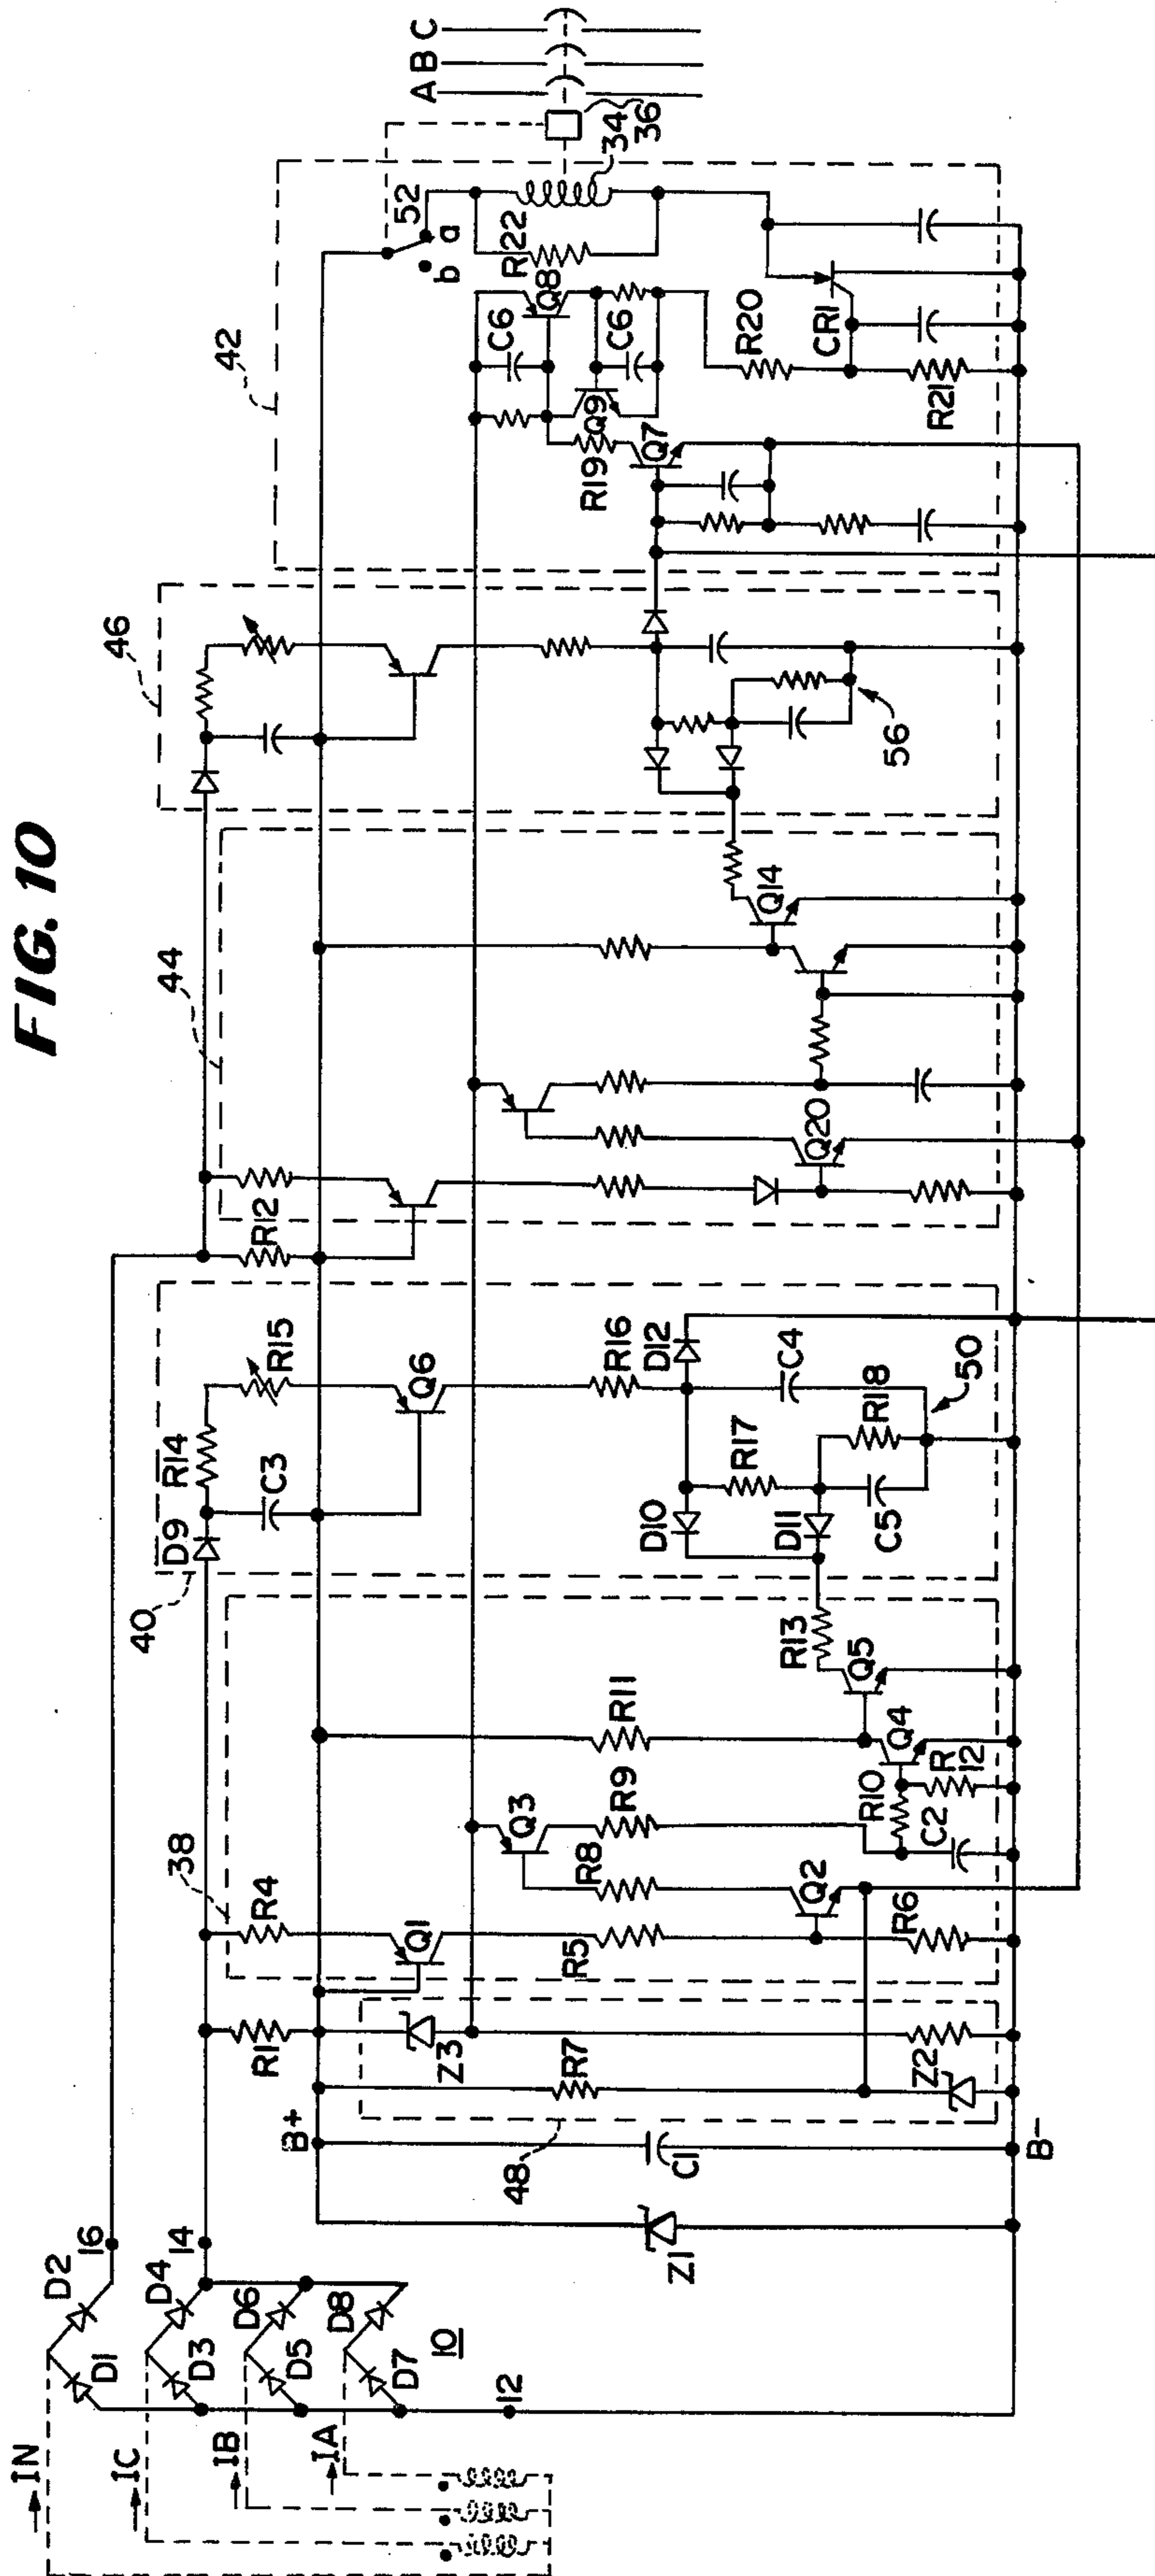 FIG. 10
IN
IC
IB
IA
D2
D1
D4
D3
D6
D5
D8
D7
10
16
14
12
B+
B-
Z1
C1
48
R1
Z3
R7
Z2
38
R4
Q1
R5
R6
Q2
R8
Q3
R9
R10
C2
R12
Q4
R11
Q5
R13
40
D9
R14
C3
R15
Q6
R16
D12
D10
R17
D11
C4
C5
R18
50
R12
44
Q20
Q14
46
56
42
52
a
b
R22
34
36
C6
Q8
C6
Q9
R19
Q7
R20
CR1
R21
A
B
C